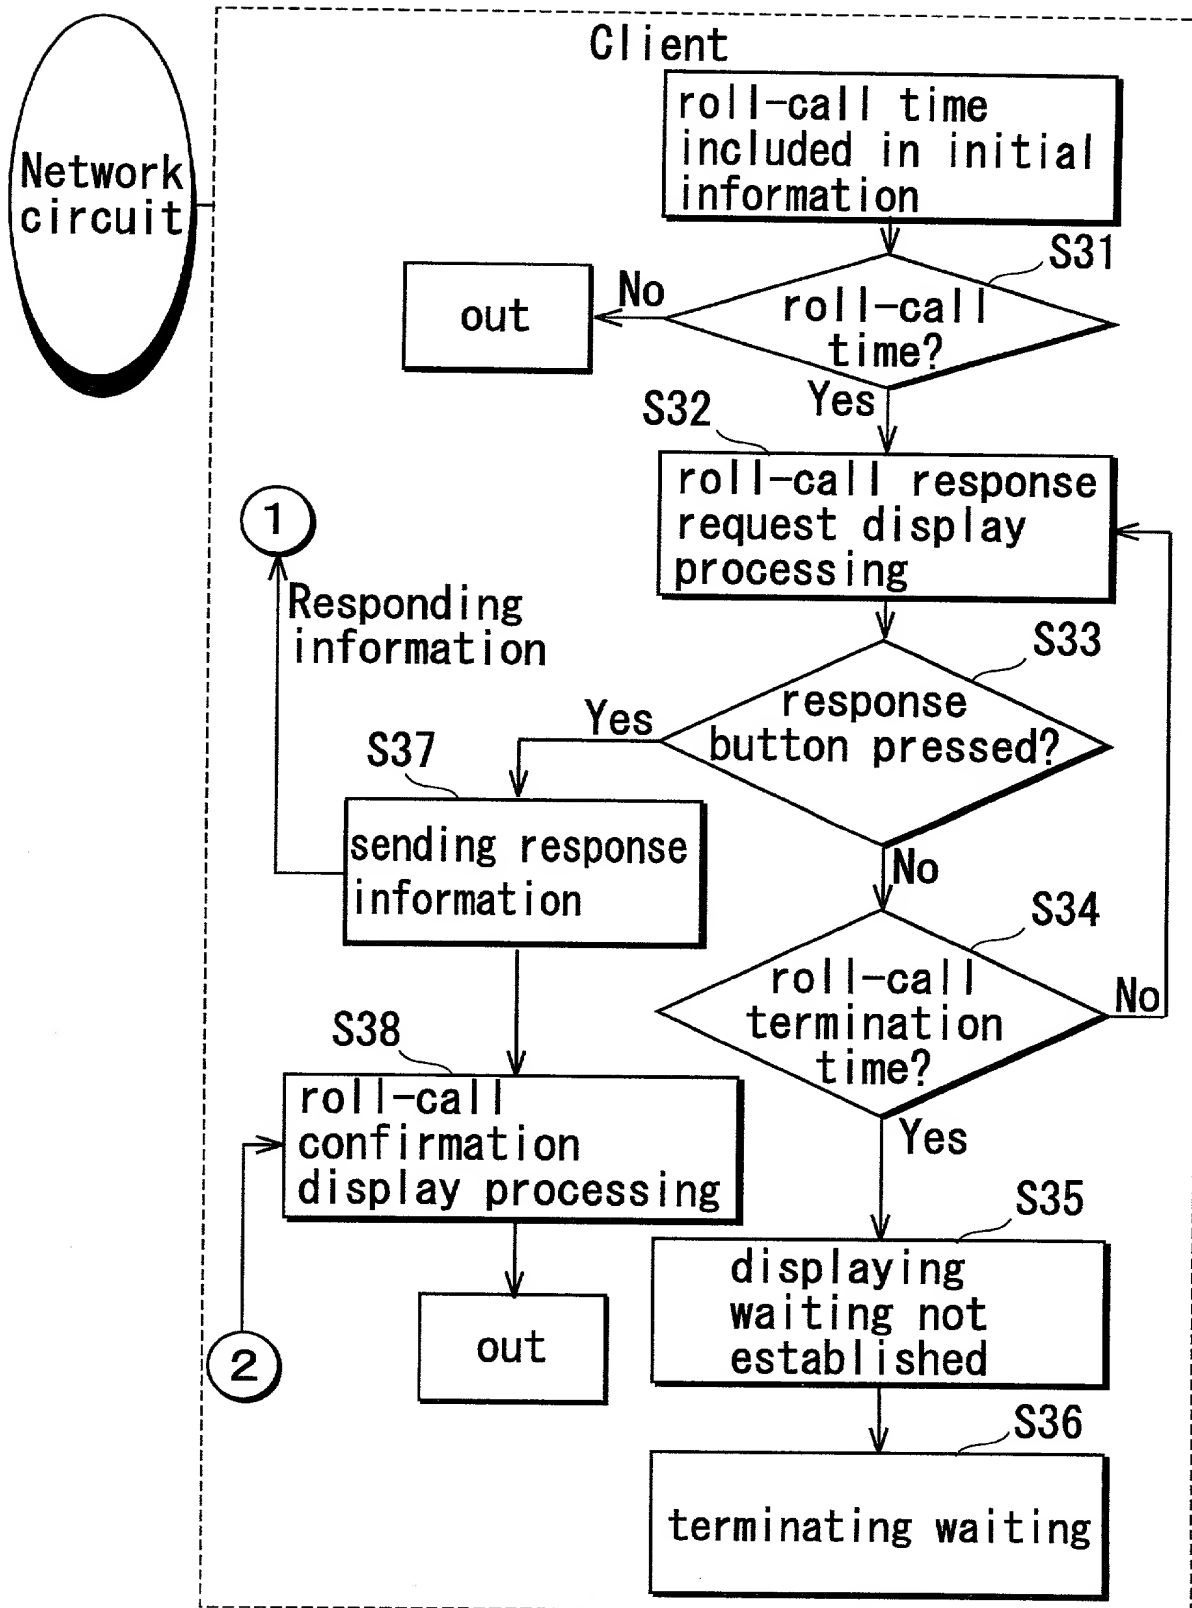 Client
Network
circuit
roll-call time
included in initial
information
S31
out
No
roll-call
time?
Yes
S32
roll-call response
request display
processing
1
Responding
information
S33
response
button pressed?
Yes
S37
sending response
information
No
S34
roll-call
termination
time?
No
S38
roll-call
confirmation
display processing
Yes
S35
displaying
waiting not
established
out
2
S36
terminating waiting